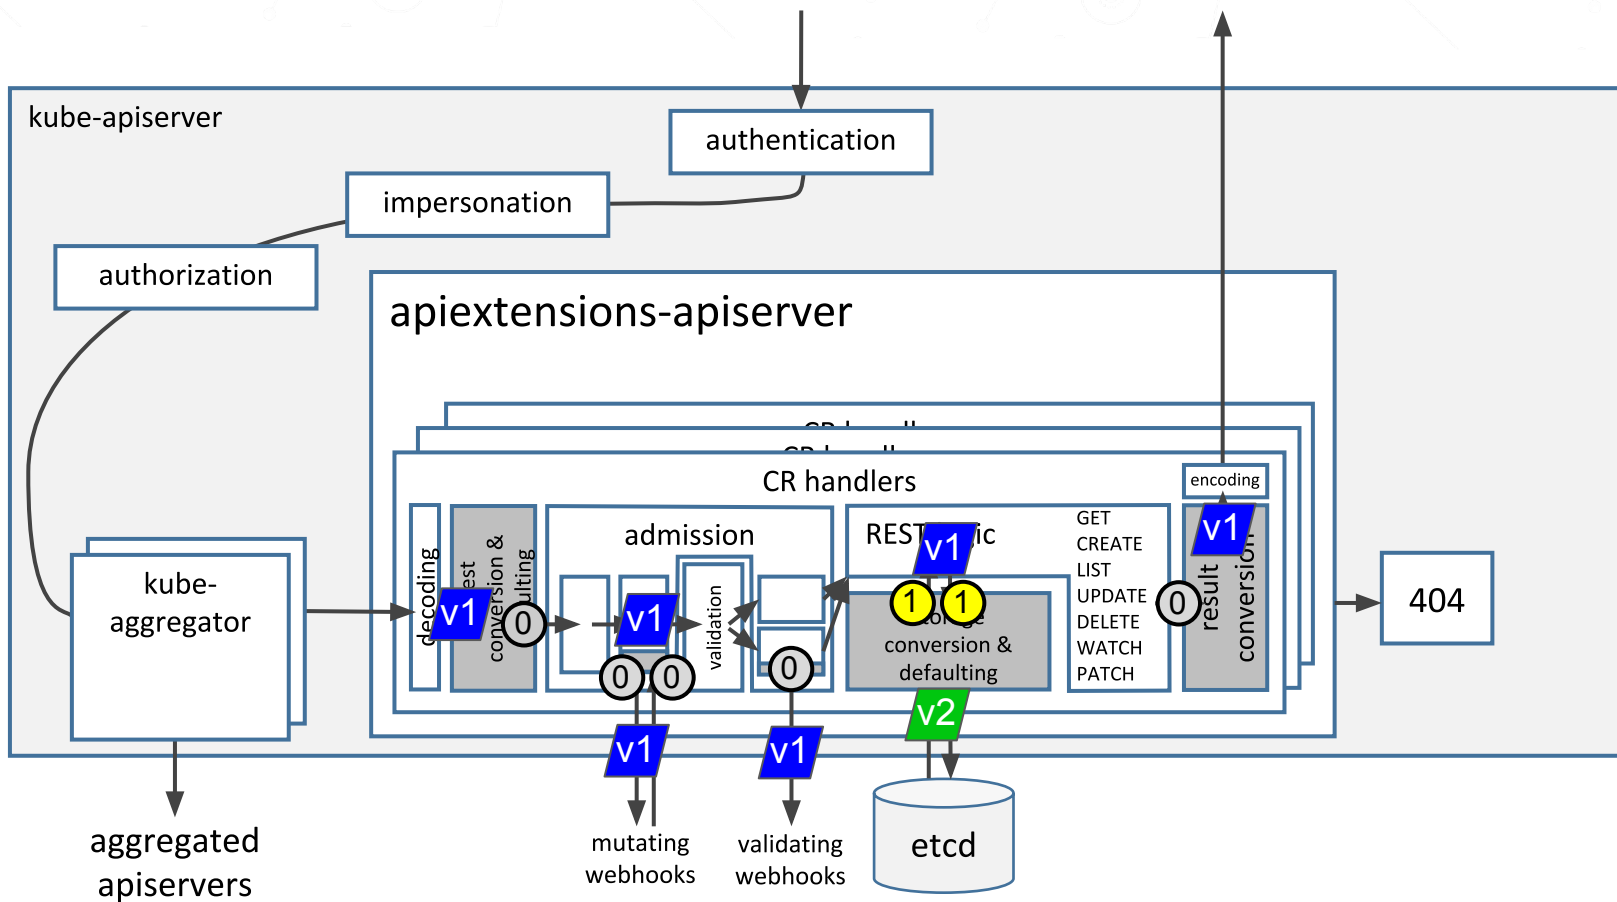 kube-apiserver
authentication
impersonation
authorization
apiextensions-apiserver
CR handlers
encoding
decoding
conversion &
v1
0
admission
v1
validation
0
0
0
REST
v1
1
1
conversion &
defaulting
GET
CREATE
LIST
UPDATE
DELETE
WATCH
PATCH
0
result
conversion
v1
404
kube-
aggregator
v1
v1
v2
aggregated
apiservers
mutating
webhooks
validating
webhooks
etcd